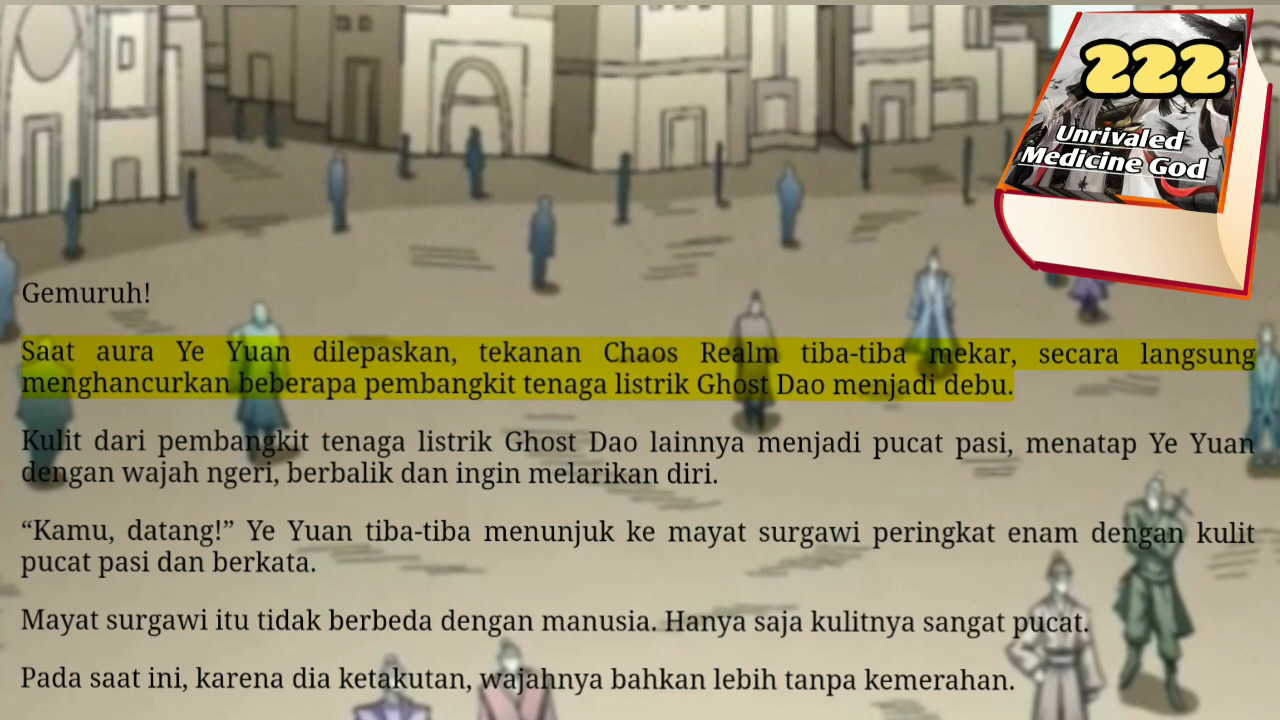 222
Unrivaled
Medicine God
Gemuruh!
Saat aura Ye Yuan dilepaskan, tekanan Chaos Realm tiba-tiba mekar, secara langsung
menghancurkan beberapa pembangkit tenaga listrik Ghost Dao menjadi debu.
Kulit dari pembangkit tenaga listrik Ghost Dao lainnya menjadi pucat pasi, menatap Ye Yuan
dengan wajah ngeri, berbalik dan ingin melarikan diri.
“Kamu, datang!” Ye Yuan tiba-tiba menunjuk ke mayat surgawi peringkat enam dengan kulit
pucat pasi dan berkata.
Mayat surgawi itu tidak berbeda dengan manusia. Hanya saja kulitnya sangat pucat.
Pada saat ini, karena dia ketakutan, wajahnya bahkan lebih tanpa kemerahan.